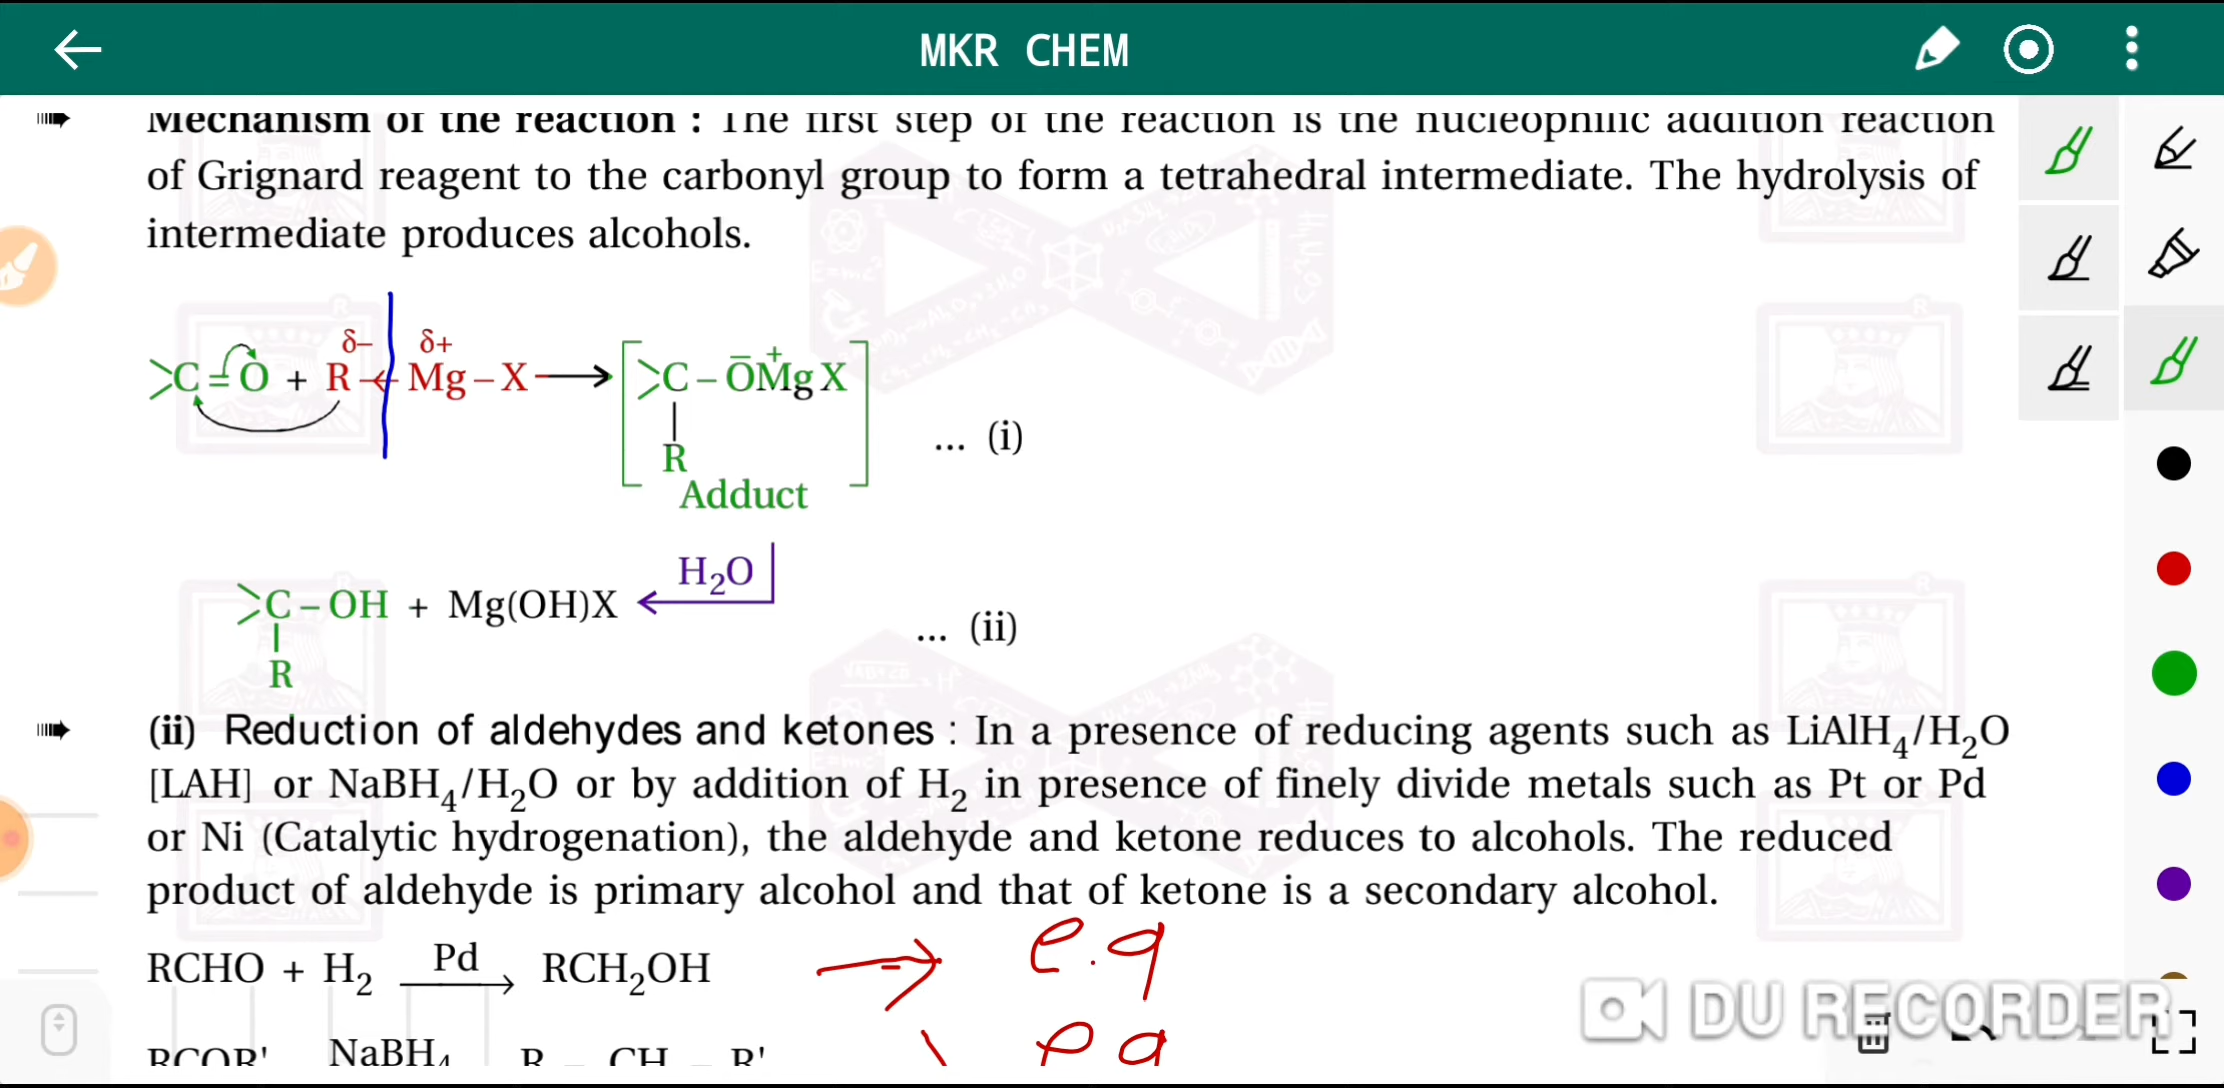 MKR CHEM
Mechanism of the reaction : The first step of the reaction is the nucleophilic addition reaction
of Grignard reagent to the carbonyl group to form a tetrahedral intermediate. The hydrolysis of
intermediate produces alcohols.
δ– δ+
>C=O + R Mg – X → [>C – ŌM⁺gX]
... (i)
R
Adduct
H₂O
>C – OH + Mg(OH)X
... (ii)
R
(ii) Reduction of aldehydes and ketones : In a presence of reducing agents such as LiAlH₄/H₂O
[LAH] or NaBH₄/H₂O or by addition of H₂ in presence of finely divide metals such as Pt or Pd
or Ni (Catalytic hydrogenation), the aldehyde and ketone reduces to alcohols. The reduced
product of aldehyde is primary alcohol and that of ketone is a secondary alcohol.
RCHO + H₂ Pd→ RCH₂OH → e.g
RCOR' NaBH₄ R – CH – R'
DU RECORDER